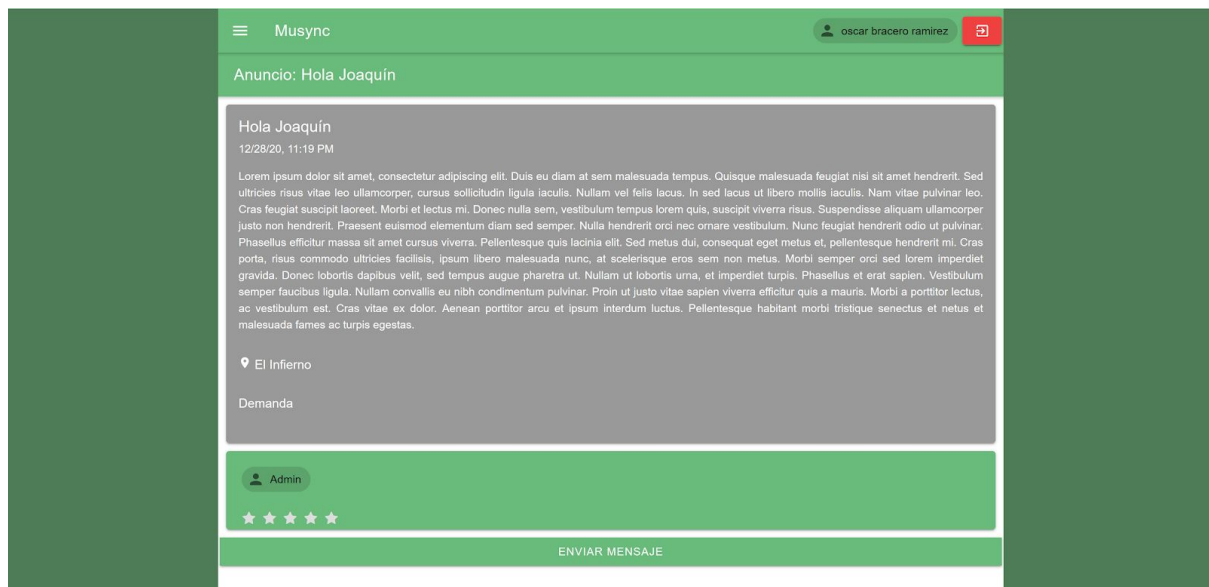 Musync
oscar bracero ramirez
Anuncio: Hola Joaquín
Hola Joaquín
12/28/20, 11:19 PM
Lorem ipsum dolor sit amet, consectetur adipiscing elit. Duis eu diam at sem malesuada tempus. Quisque malesuada feugiat nisi sit amet hendrerit. Sed
ultricies risus vitae leo ullamcorper, cursus sollicitudin ligula iaculis. Nullam vel felis lacus. In sed lacus ut libero mollis iaculis. Nam vitae pulvinar leo.
Cras feugiat suscipit laoreet. Morbi et lectus mi. Donec nulla sem, vestibulum tempus lorem quis, suscipit viverra risus. Suspendisse aliquam ullamcorper
justo non hendrerit. Praesent euismod elementum diam sed semper. Nulla hendrerit orci nec ornare vestibulum. Nunc feugiat hendrerit odio ut pulvinar.
Phasellus efficitur massa sit amet cursus viverra. Pellentesque quis lacinia elit. Sed metus dui, consequat eget metus et, pellentesque hendrerit mi. Cras
porta, risus commodo ultricies facilisis, ipsum libero malesuada nunc, at scelerisque eros sem non metus. Morbi semper orci sed lorem imperdiet
gravida. Donec lobortis dapibus velit, sed tempus augue pharetra ut. Nullam ut lobortis urna, et imperdiet turpis. Phasellus et erat sapien. Vestibulum
semper faucibus ligula. Nullam convallis eu nibh condimentum pulvinar. Proin ut justo vitae sapien viverra efficitur quis a mauris. Morbi a porttitor lectus,
ac vestibulum est. Cras vitae ex dolor. Aenean porttitor arcu et ipsum interdum luctus. Pellentesque habitant morbi tristique senectus et netus et
malesuada fames ac turpis egestas.
El Infierno
Demanda
Admin
ENVIAR MENSAJE